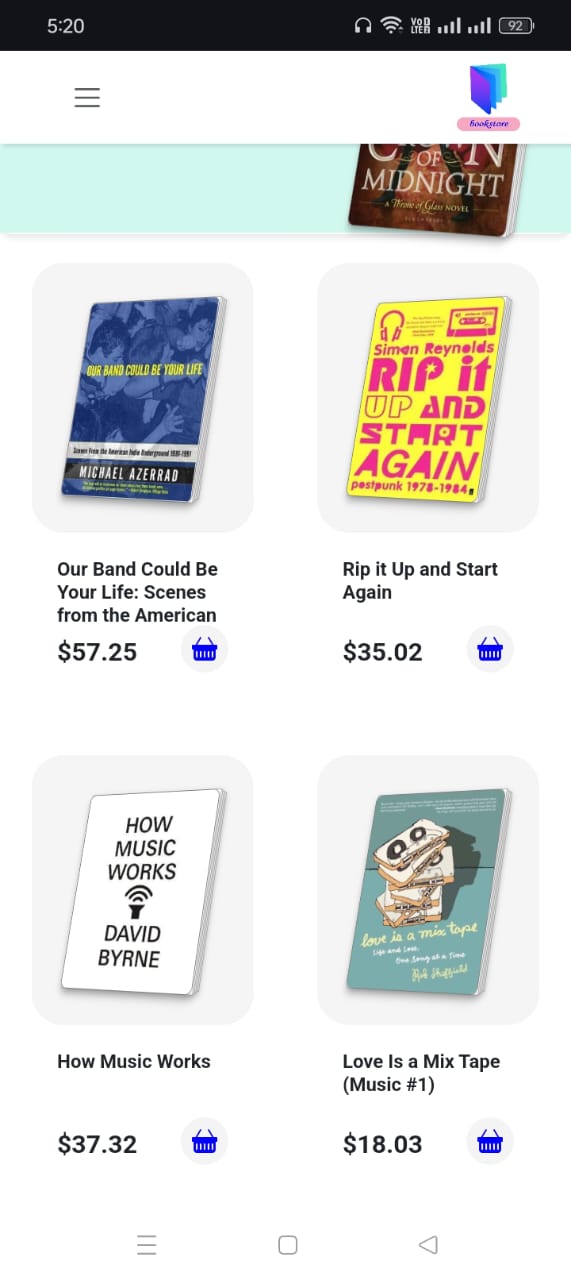 5:20
VoD
LTE2
92
bookstore
CROWN
OF
MIDNIGHT
A Throne of Glass NOVEL
BLOOMSBURY
OUR BAND COULD BE YOUR LIFE
Scenes From the American Indie Underground 1981-1991
MICHAEL AZERRAD
Simon Reynolds
RIP it
UP AND
START
AGAIN
postpunk 1978-1984
Our Band Could Be
Your Life: Scenes
from the American
$57.25
Rip it Up and Start
Again
$35.02
HOW
MUSIC
WORKS
DAVID
BYRNE
love is a mix tape
Life and Loss,
One Song at a Time
Rob Sheffield
How Music Works
$37.32
Love Is a Mix Tape
(Music #1)
$18.03